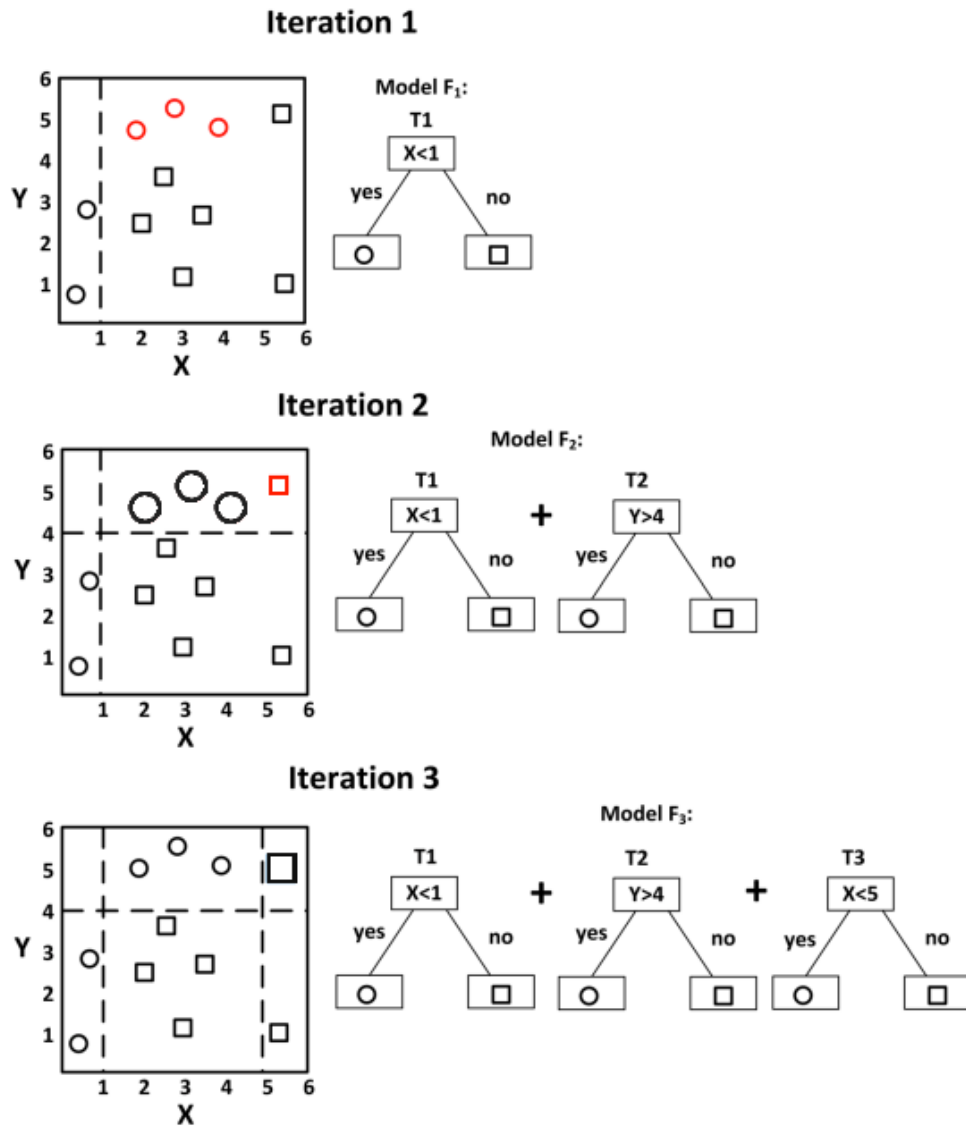 Iteration 1
6
5
4
3
2
1
Y
1 2 3 4 5 6
X
Model F₁:
T1
X<1
yes no
Iteration 2
6
5
4
3
2
1
Y
1 2 3 4 5 6
X
Model F₂:
T1 T2
X<1 + Y>4
yes no yes no
Iteration 3
6
5
4
3
2
1
Y
1 2 3 4 5 6
X
Model F₃:
T1 T2 T3
X<1 + Y>4 + X<5
yes no yes no yes no